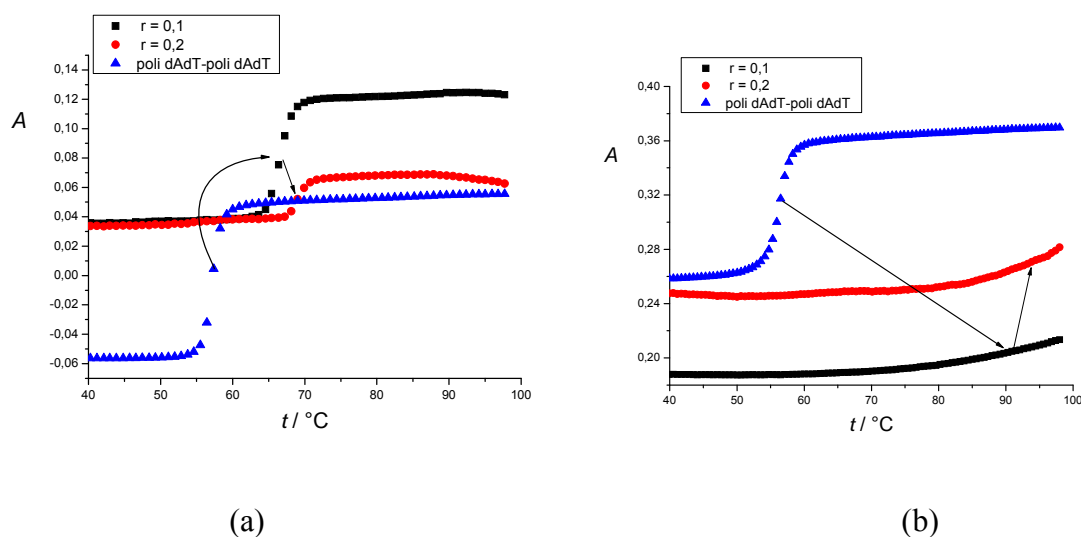 r = 0,1
r = 0,2
poli dAdT-poli dAdT
0,14
0,12
0,10
0,08
0,06
0,04
0,02
0,00
-0,02
-0,04
-0,06
A
40 50 60 70 80 90 100
t / °C
(a)
r = 0,1
r = 0,2
poli dAdT-poli dAdT
0,40
0,36
0,32
0,28
0,24
0,20
A
40 50 60 70 80 90 100
t / °C
(b)